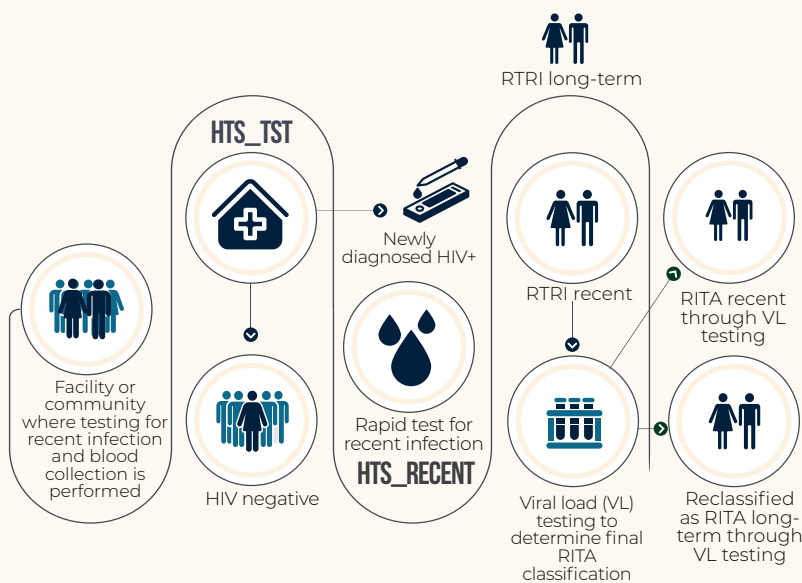 RTRI long-term
HTS_TST
Newly
diagnosed HIV+
RTRI recent
RITA recent
through VL
testing
Facility or
community
where testing for
recent infection
and blood
collection is
performed
HIV negative
Rapid test for
recent infection
HTS_RECENT
Viral load (VL)
testing to
determine final
RITA
classification
Reclassified
as RITA long-
term through
VL testing